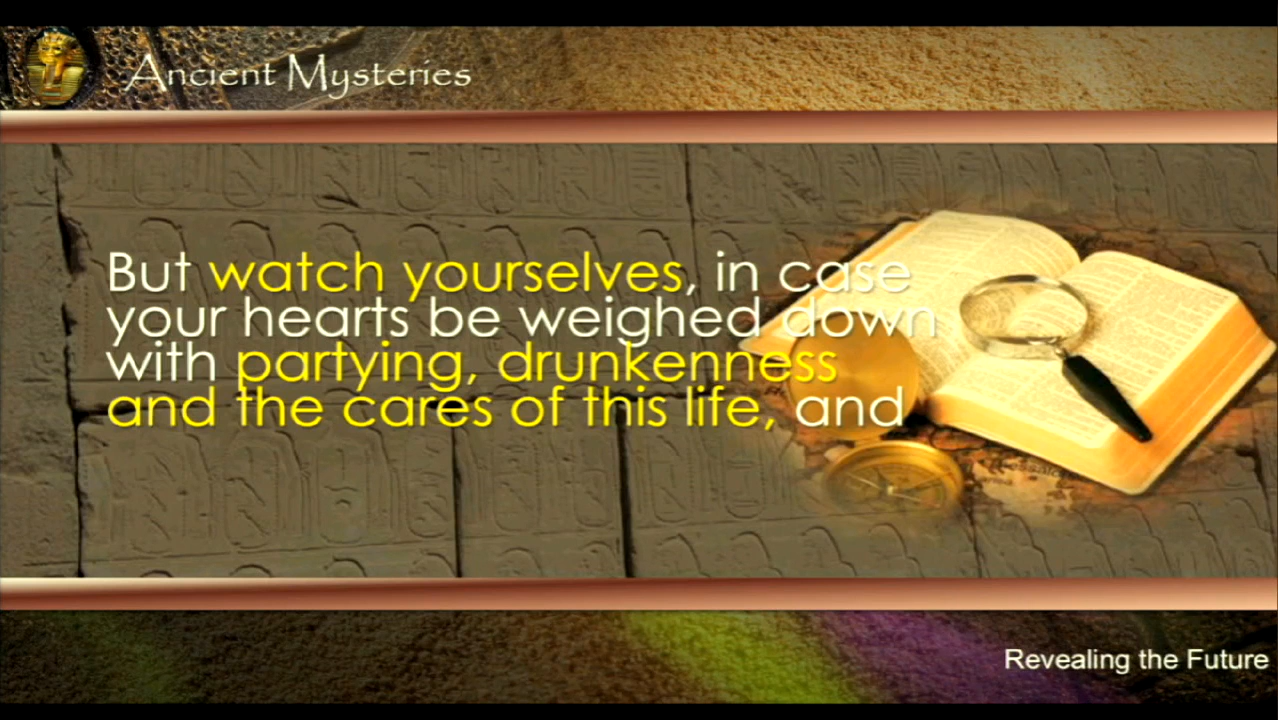 Ancient Mysteries
But watch yourselves, in case
your hearts be weighed down
with partying, drunkenness
and the cares of this life, and
Revealing the Future